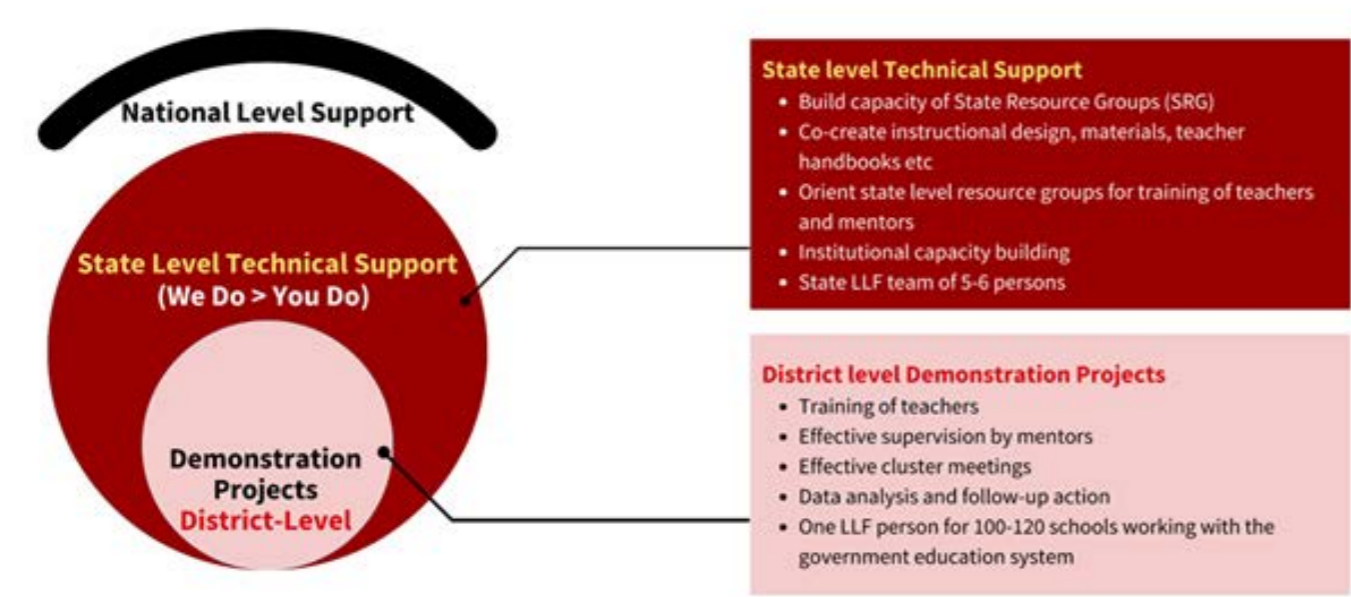 National Level Support
State Level Technical Support
(We Do > You Do)
Demonstration
Projects
District-Level
State level Technical Support
• Build capacity of State Resource Groups (SRG)
• Co-create instructional design, materials, teacher
handbooks etc
• Orient state level resource groups for training of teachers
and mentors
• Institutional capacity building
• State LLF team of 5-6 persons
District level Demonstration Projects
• Training of teachers
• Effective supervision by mentors
• Effective cluster meetings
• Data analysis and follow-up action
• One LLF person for 100-120 schools working with the
government education system